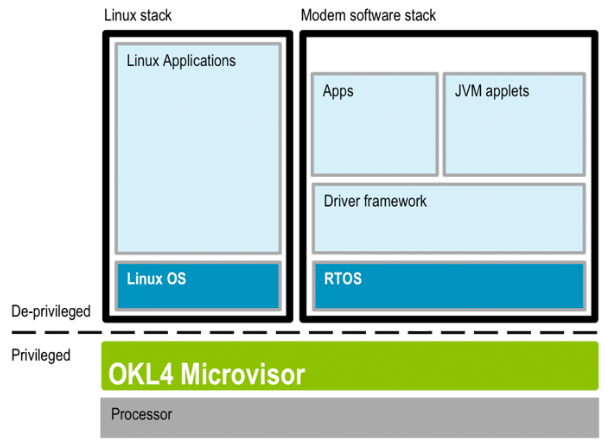 Linux stack
Modem software stack
Linux Applications
Apps
JVM applets
Driver framework
Linux OS
RTOS
De-privileged
Privileged
OKL4 Microvisor
Processor